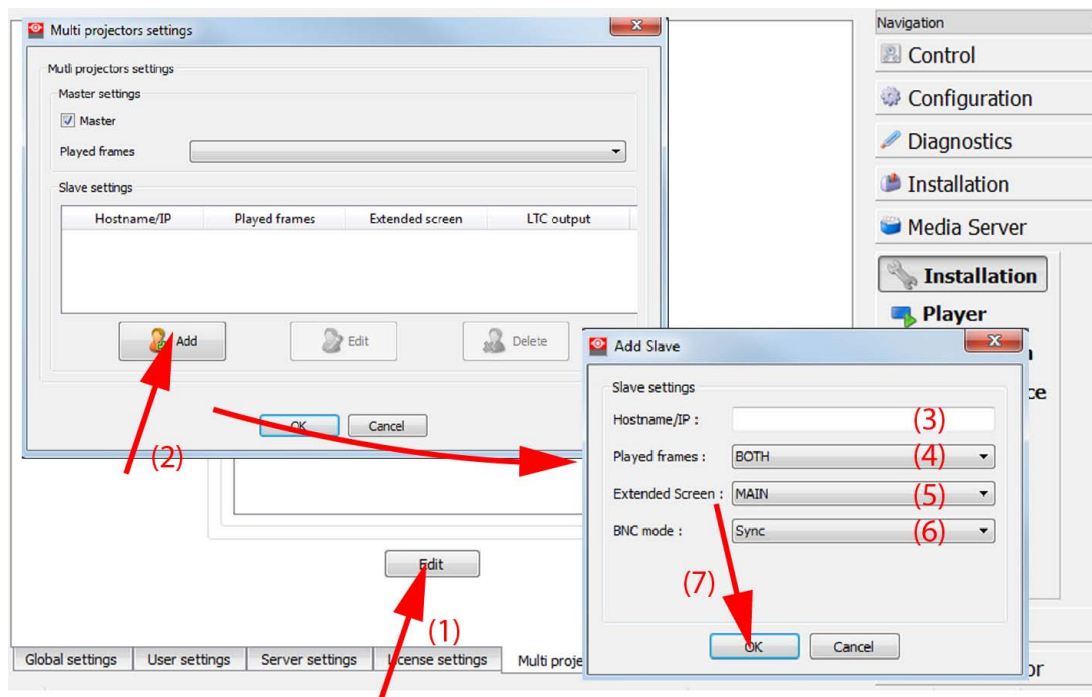 Multi projectors settings
Mutli projectors settings
Master settings
Master
Played frames
Slave settings
Hostname/IP Played frames Extended screen LTC output
Add Edit Delete
OK Cancel
(2)
Edit
(1)
Global settings User settings Server settings License settings Multi proje
Add Slave
Slave settings
Hostname/IP : (3)
Played frames : BOTH (4)
Extended Screen : MAIN (5)
BNC mode : Sync (6)
(7)
OK Cancel
Navigation
Control
Configuration
Diagnostics
Installation
Media Server
Installation
Player
ce
or